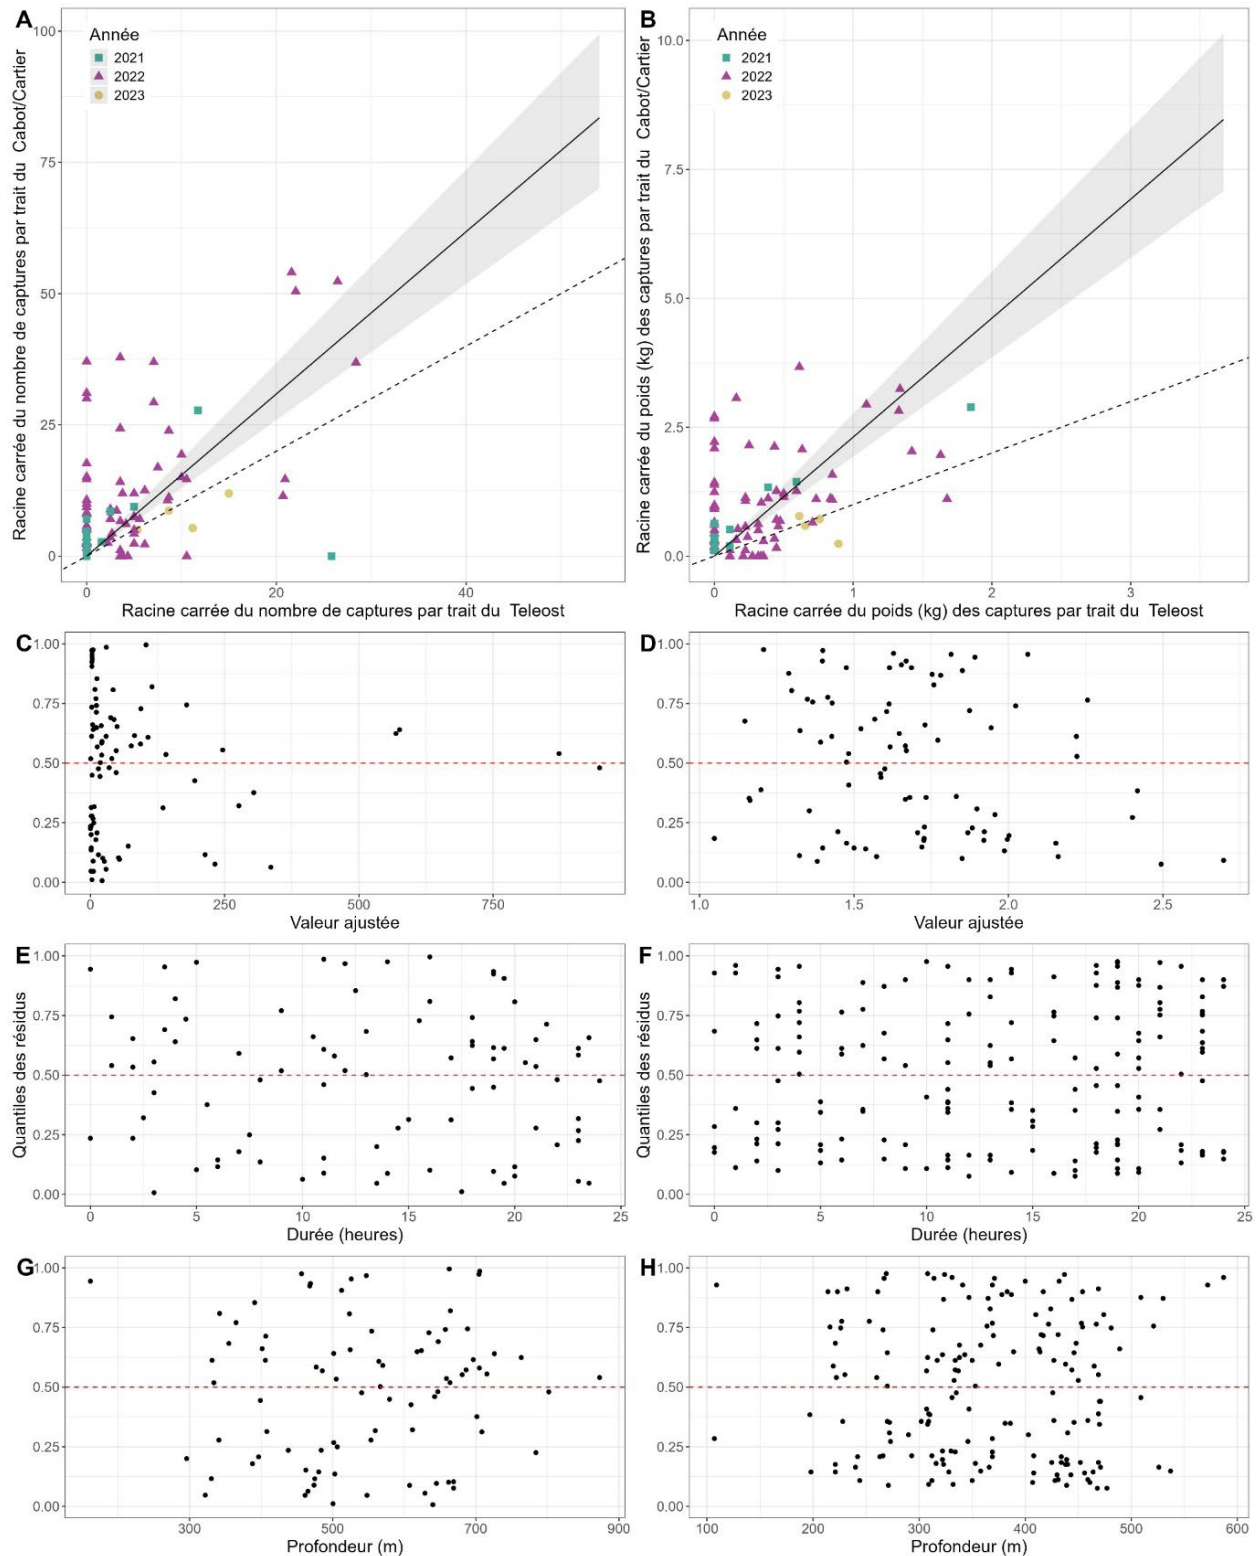 A
Année
2021
2022
2023
Racine carrée du nombre de captures par trait du Cabot/Cartier
100
75
50
25
0
0 20 40
Racine carrée du nombre de captures par trait du Teleost
B
Année
2021
2022
2023
Racine carrée du poids (kg) des captures par trait du Cabot/Cartier
10.0
7.5
5.0
2.5
0.0
0 1 2 3
Racine carrée du poids (kg) des captures par trait du Teleost
C
1.00
0.75
0.50
0.25
0.00
0 250 500 750
Valeur ajustée
D
1.00
0.75
0.50
0.25
0.00
1.0 1.5 2.0 2.5
Valeur ajustée
Quantiles des résidus
E
1.00
0.75
0.50
0.25
0.00
0 5 10 15 20 25
Durée (heures)
Quantiles des résidus
F
1.00
0.75
0.50
0.25
0.00
0 5 10 15 20 25
Durée (heures)
G
1.00
0.75
0.50
0.25
0.00
300 500 700 900
Profondeur (m)
H
1.00
0.75
0.50
0.25
0.00
100 200 300 400 500 600
Profondeur (m)